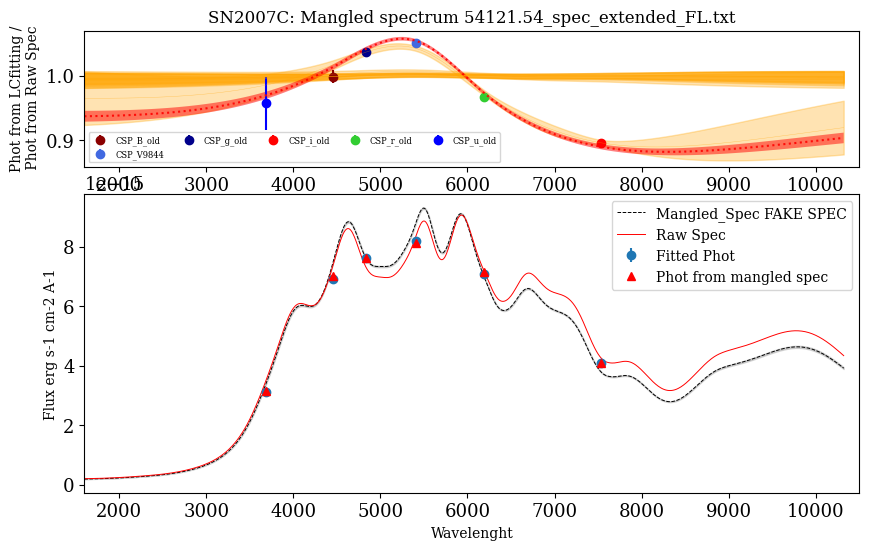 SN2007C: Mangled spectrum 54121.54_spec_extended_FL.txt
Phot from LCfitting /
Phot from Raw Spec
1.0
0.9
CSP_B_old
CSP_g_old
CSP_i_old
CSP_r_old
CSP_u_old
CSP_V9844
2000 3000 4000 5000 6000 7000 8000 9000 10000
1e−15
Flux erg s-1 cm-2 A-1
8
6
4
2
0
Mangled_Spec FAKE SPEC
Raw Spec
Fitted Phot
Phot from mangled spec
2000 3000 4000 5000 6000 7000 8000 9000 10000
Wavelenght